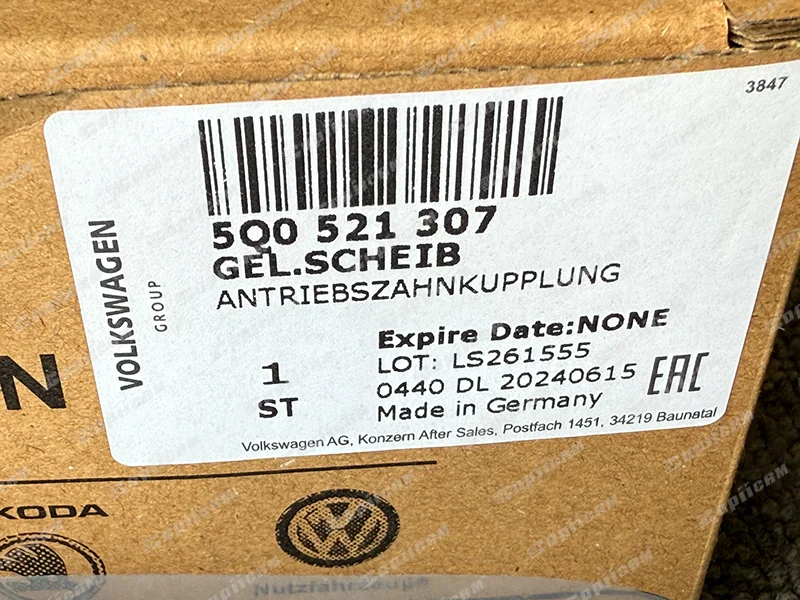 3847
5Q0 521 307
GEL.SCHEIB
ANTRIEBSZAHNKUPPLUNG
VOLKSWAGEN
GROUP
Expire Date:NONE
LOT: LS261555
0440 DL 20240615
Made in Germany
EAC
1
ST
Volkswagen AG, Konzern After Sales, Postfach 1451, 34219 Baunatal
N
KODA
Nutzfahrzeuge
opticam